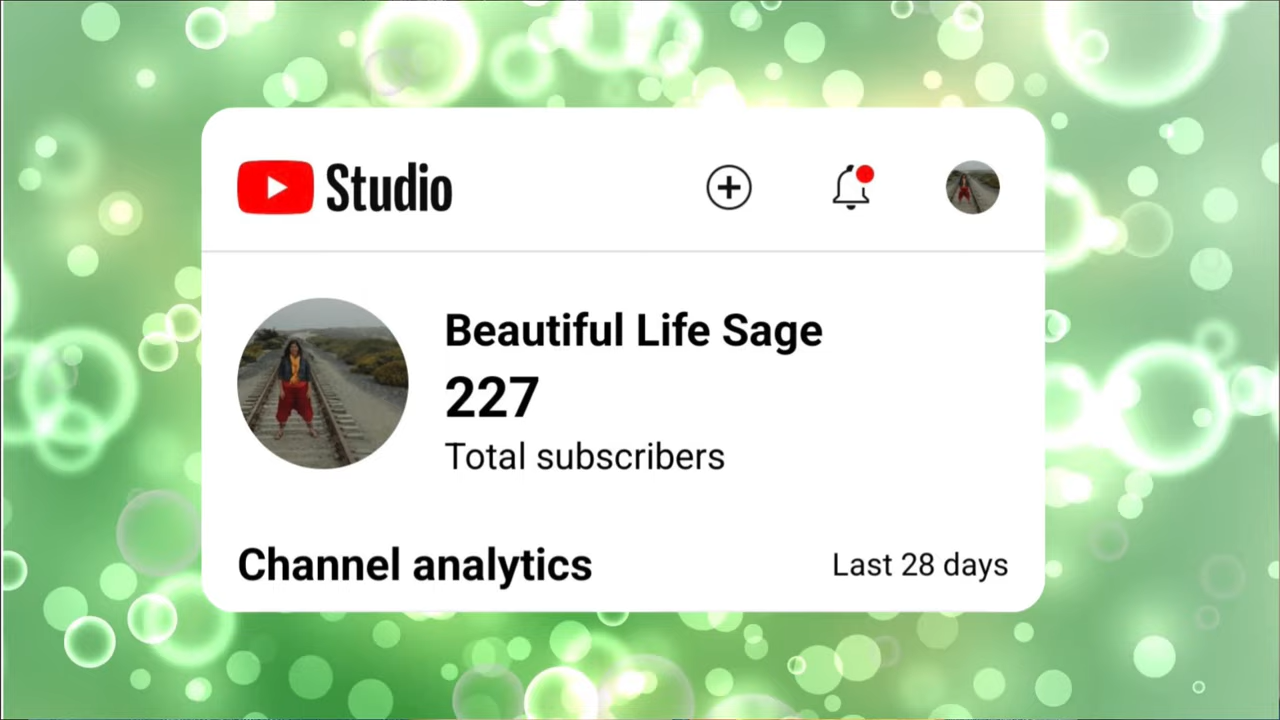 Studio
Beautiful Life Sage
227
Total subscribers
Channel analytics
Last 28 days